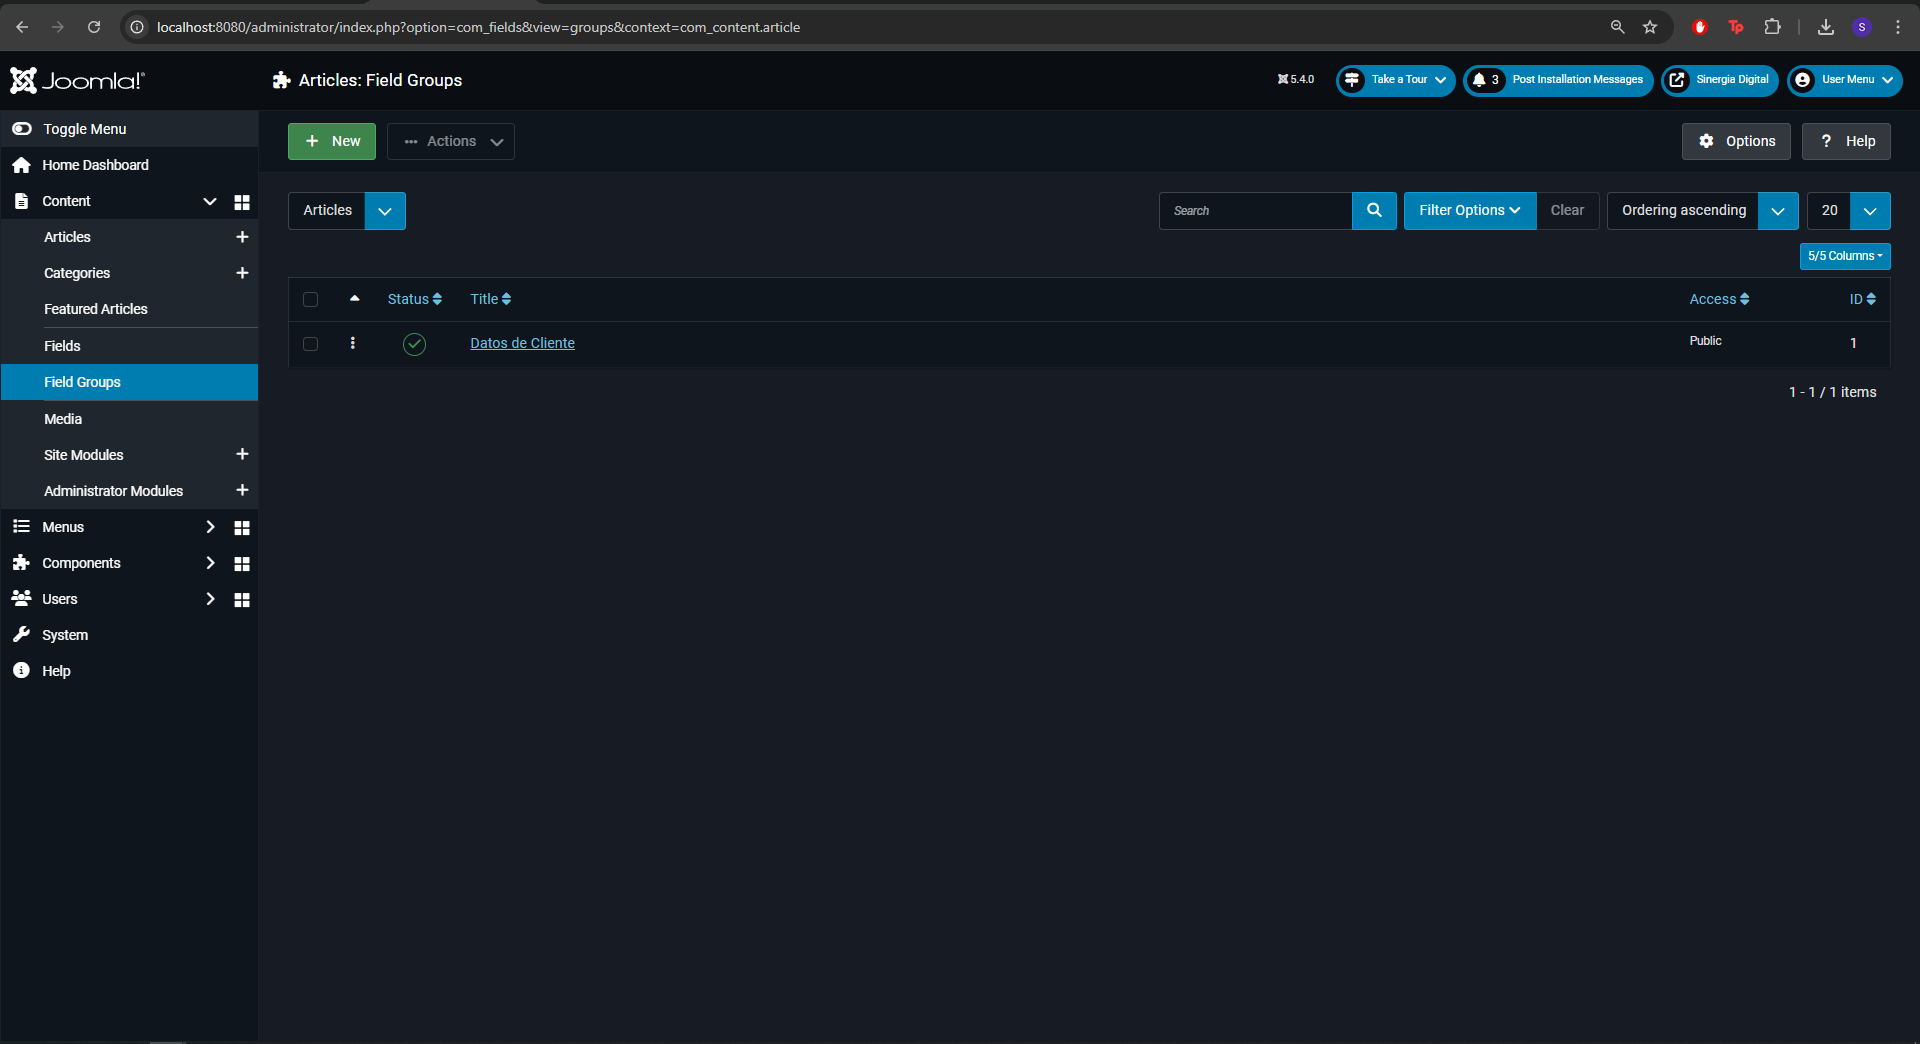 localhost:8080/administrator/index.php?option=com_fields&view=groups&context=com_content.article
Tp
S
Joomla!®
Articles: Field Groups
5.4.0
Take a Tour
3
Post Installation Messages
Sinergia Digital
User Menu
Toggle Menu
Home Dashboard
Content
Articles
Categories
Featured Articles
Fields
Field Groups
Media
Site Modules
Administrator Modules
Menus
Components
Users
System
Help
New
Actions
Options
? Help
Articles
Search
Filter Options
Clear
Ordering ascending
20
5/5 Columns
Status
Title
Access
ID
Datos de Cliente
Public
1
1 - 1 / 1 items